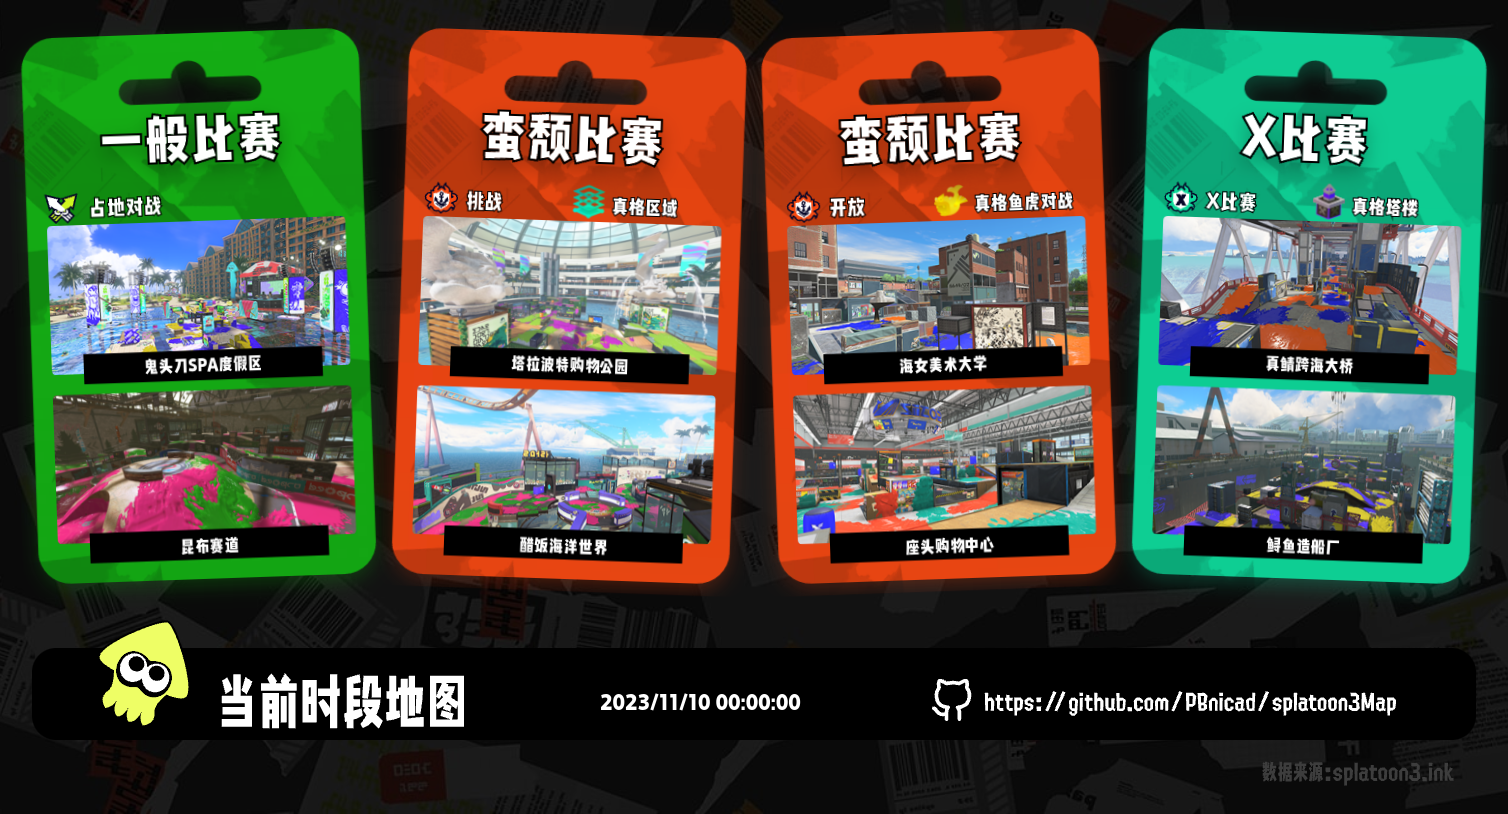 一般比赛
占地对战
鬼头刀SPA度假区
昆布赛道
蛮颓比赛
挑战
真格区域
塔拉波特购物公园
醋饭海洋世界
蛮颓比赛
开放
真格鱼虎对战
海女美术大学
座头购物中心
X比赛
X比赛
真格塔楼
真鲭跨海大桥
鲟鱼造船厂
当前时段地图
2023/11/10 00:00:00
https://github.com/PBnicad/splatoon3Map
数据来源:splatoon3.ink